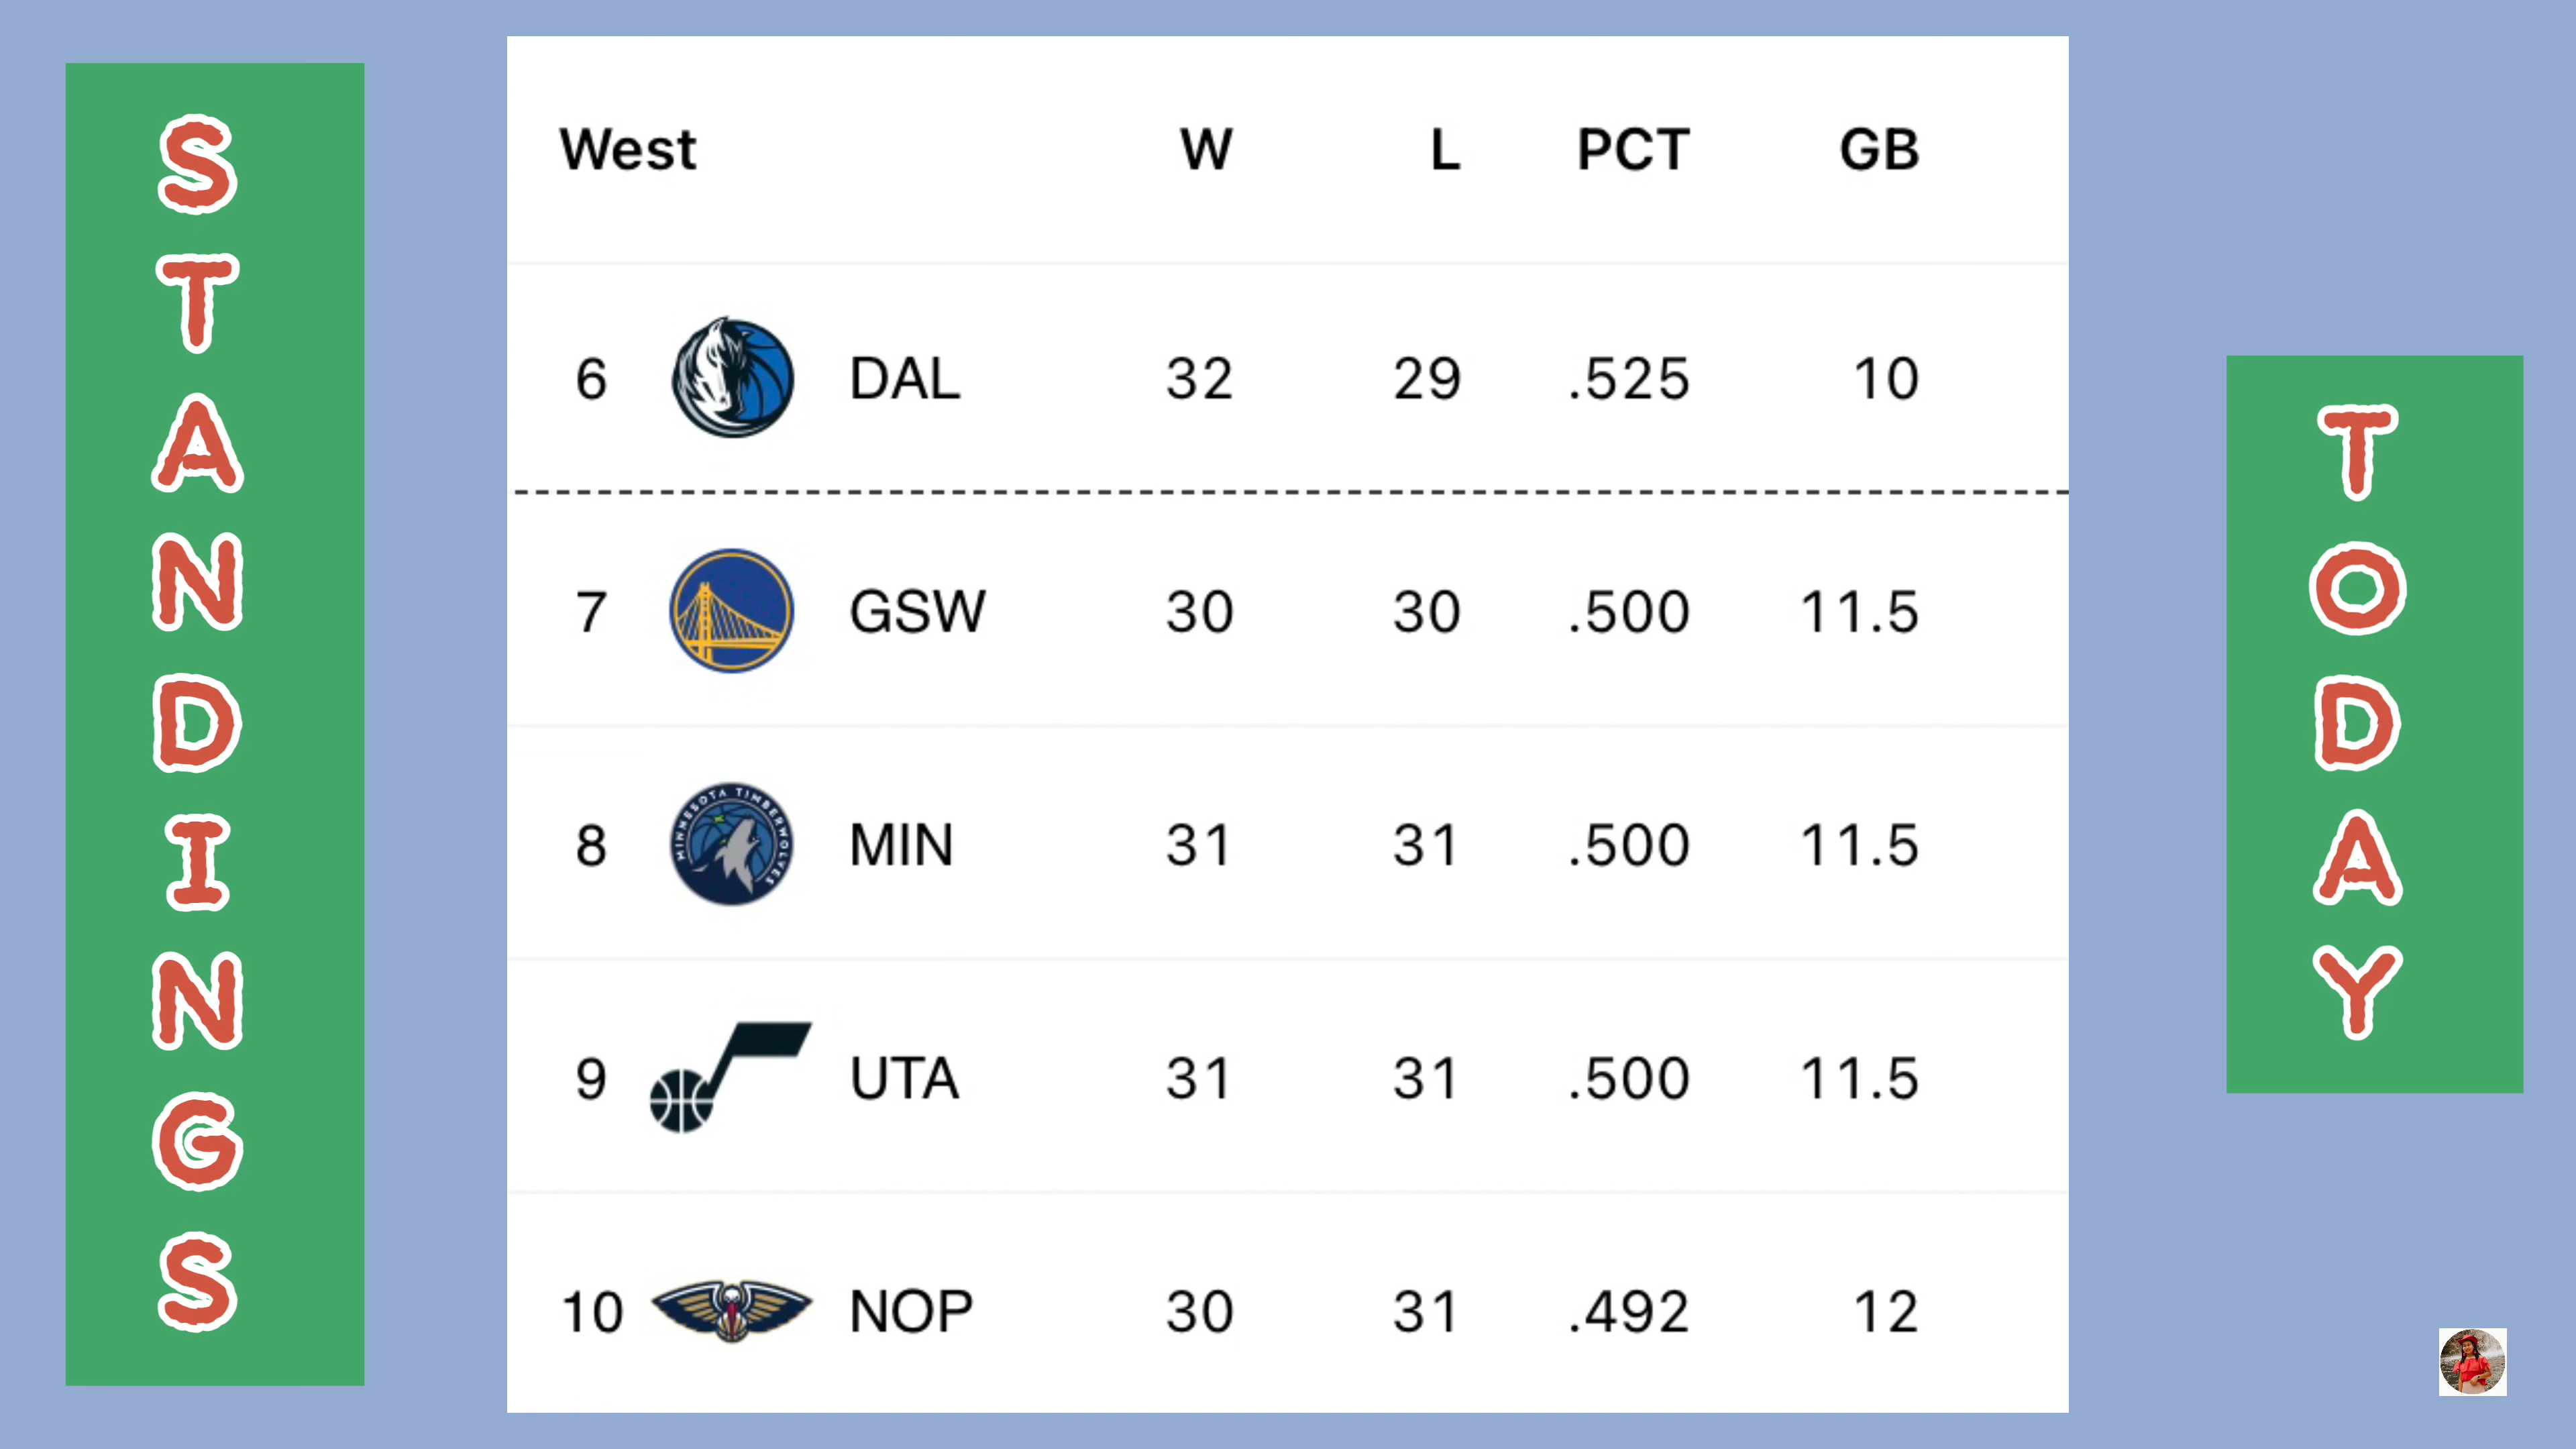 STANDINGS
West W L PCT GB
6 DAL 32 29 .525 10
7 GSW 30 30 .500 11.5
8 MINNESOTA TIMBERWOLVES MIN 31 31 .500 11.5
9 UTA 31 31 .500 11.5
10 NOP 30 31 .492 12
TODAY